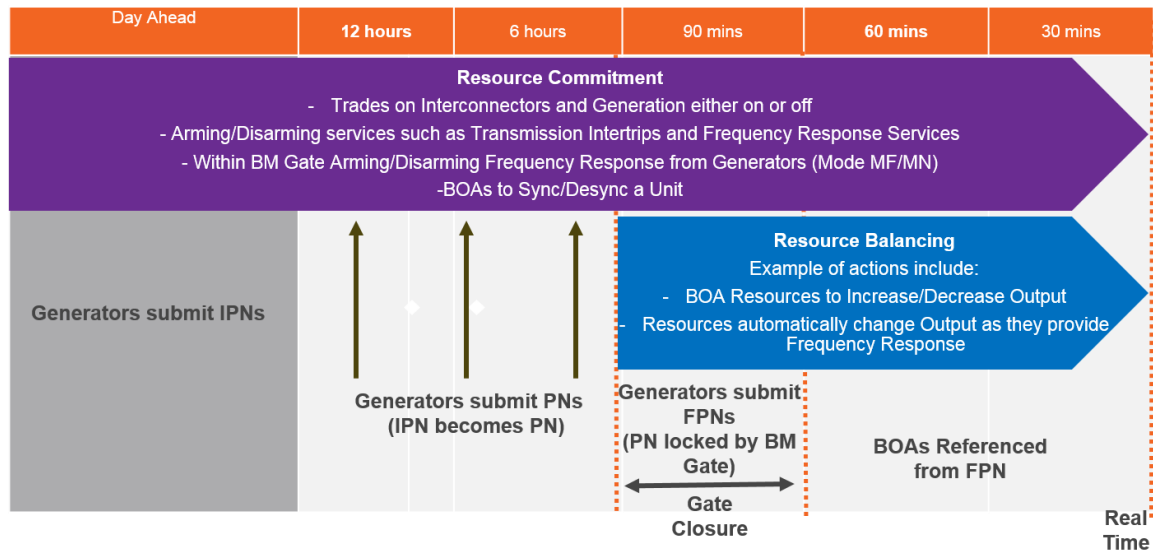 Day Ahead
12 hours
6 hours
90 mins
60 mins
30 mins
Resource Commitment
- Trades on Interconnectors and Generation either on or off
- Arming/Disarming services such as Transmission Intertrips and Frequency Response Services
- Within BM Gate Arming/Disarming Frequency Response from Generators (Mode MF/MN)
-BOAs to Sync/Desync a Unit
Resource Balancing
Example of actions include:
- BOA Resources to Increase/Decrease Output
- Resources automatically change Output as they provide
Frequency Response
Generators submit IPNs
Generators submit PNs
(IPN becomes PN)
Generators submit
FPNs
(PN locked by BM
Gate)
Gate
Closure
BOAs Referenced
from FPN
Real
Time